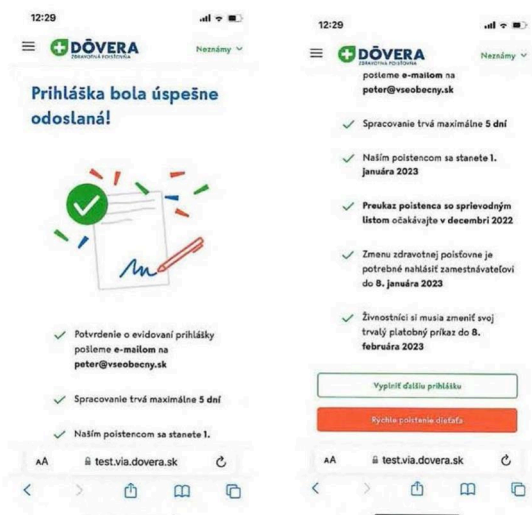 12:29
DÔVERA
ZDRAVOTNÁ POISŤOVŇA
Neznámy
Prihláška bola úspešne
odoslaná!
Potvrdenie o evidovaní prihlášky
pošleme e-mailom na
peter@vseobecny.sk
Spracovanie trvá maximálne 5 dní
Naším poistencom sa stanete 1.
AA
test.via.dovera.sk
12:29
DÔVERA
ZDRAVOTNÁ POISŤOVŇA
Neznámy
pošleme e-mailom na
peter@vseobecny.sk
Spracovanie trvá maximálne 5 dní
Naším poistencom sa stanete 1.
januára 2023
Preukaz poistenca so sprievodným
listom očakávajte v decembri 2022
Zmenu zdravotnej poisťovne je
potrebné nahlásiť zamestnávateľovi
do 8. januára 2023
Živnostníci si musia zmeniť svoj
trvalý platobný príkaz do 8.
februára 2023
Vyplniť ďalšiu prihlášku
Rýchle poistenie dieťaťa
AA
test.via.dovera.sk